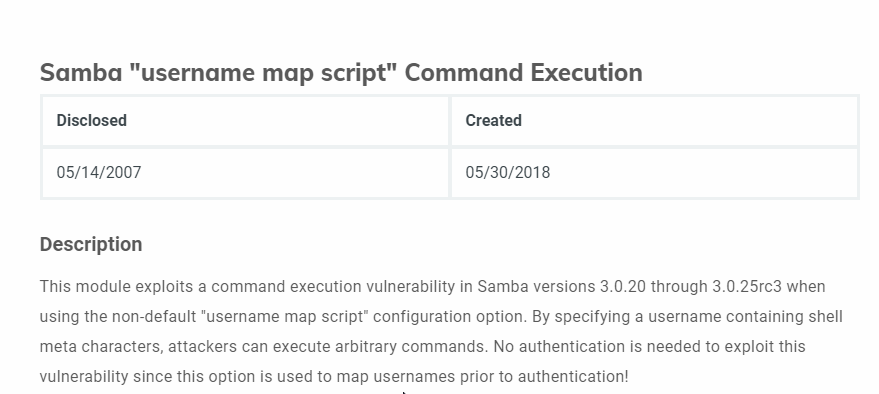 Samba "username map script" Command Execution
Disclosed Created
05/14/2007 05/30/2018
Description
This module exploits a command execution vulnerability in Samba versions 3.0.20 through 3.0.25rc3 when
using the non-default "username map script" configuration option. By specifying a username containing shell
meta characters, attackers can execute arbitrary commands. No authentication is needed to exploit this
vulnerability since this option is used to map usernames prior to authentication!